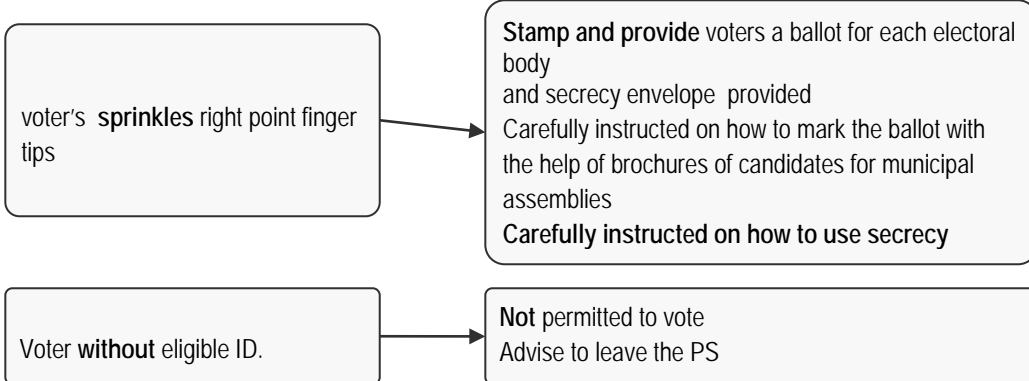 voter's sprinkles right point finger
tips
Stamp and provide voters a ballot for each electoral
body
and secrecy envelope provided
Carefully instructed on how to mark the ballot with
the help of brochures of candidates for municipal
assemblies
Carefully instructed on how to use secrecy
Voter without eligible ID.
Not permitted to vote
Advise to leave the PS